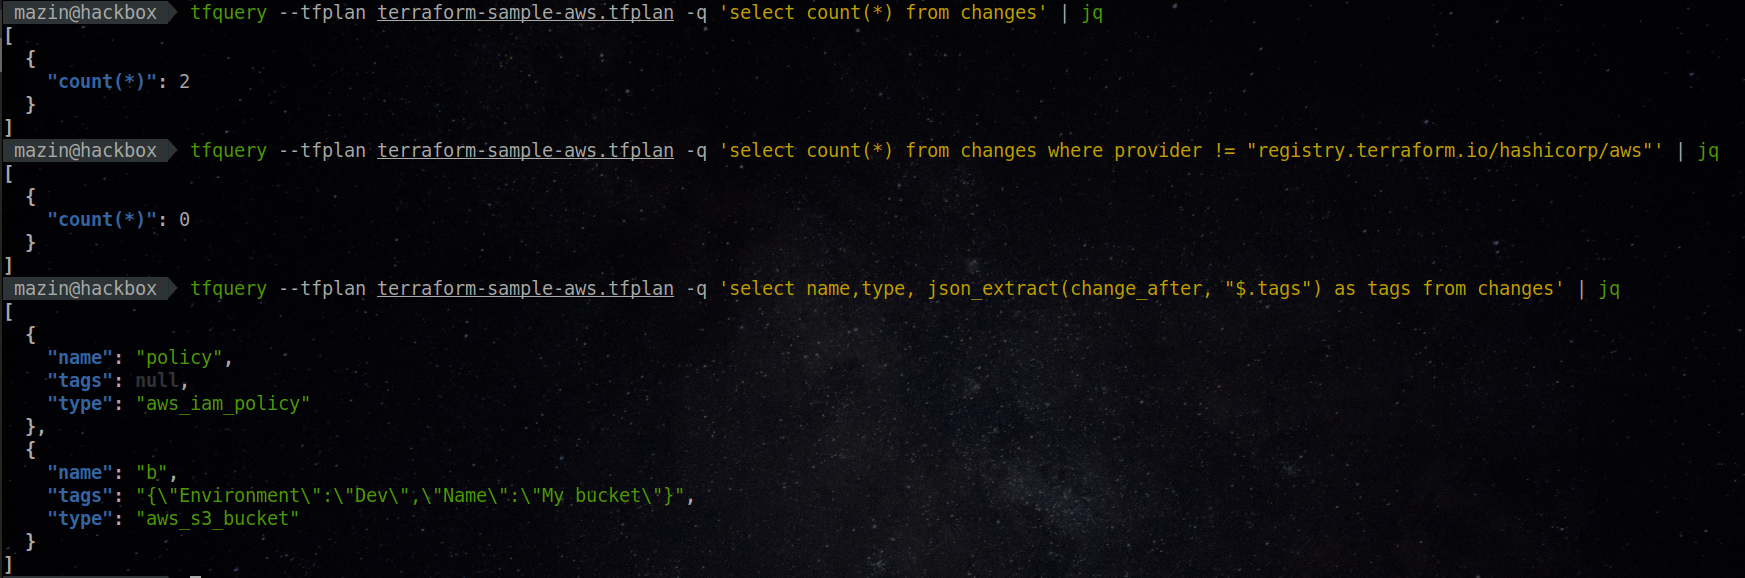 mazin@hackbox tfquery --tfplan terraform-sample-aws.tfplan -q 'select count(*) from changes' | jq
[
  {
    "count(*)": 2
  }
]
mazin@hackbox tfquery --tfplan terraform-sample-aws.tfplan -q 'select count(*) from changes where provider != "registry.terraform.io/hashicorp/aws"' | jq
[
  {
    "count(*)": 0
  }
]
mazin@hackbox tfquery --tfplan terraform-sample-aws.tfplan -q 'select name,type, json_extract(change_after, "$.tags") as tags from changes' | jq
[
  {
    "name": "policy",
    "tags": null,
    "type": "aws_iam_policy"
  },
  {
    "name": "b",
    "tags": "{\"Environment\":\"Dev\",\"Name\":\"My bucket\"}",
    "type": "aws_s3_bucket"
  }
]